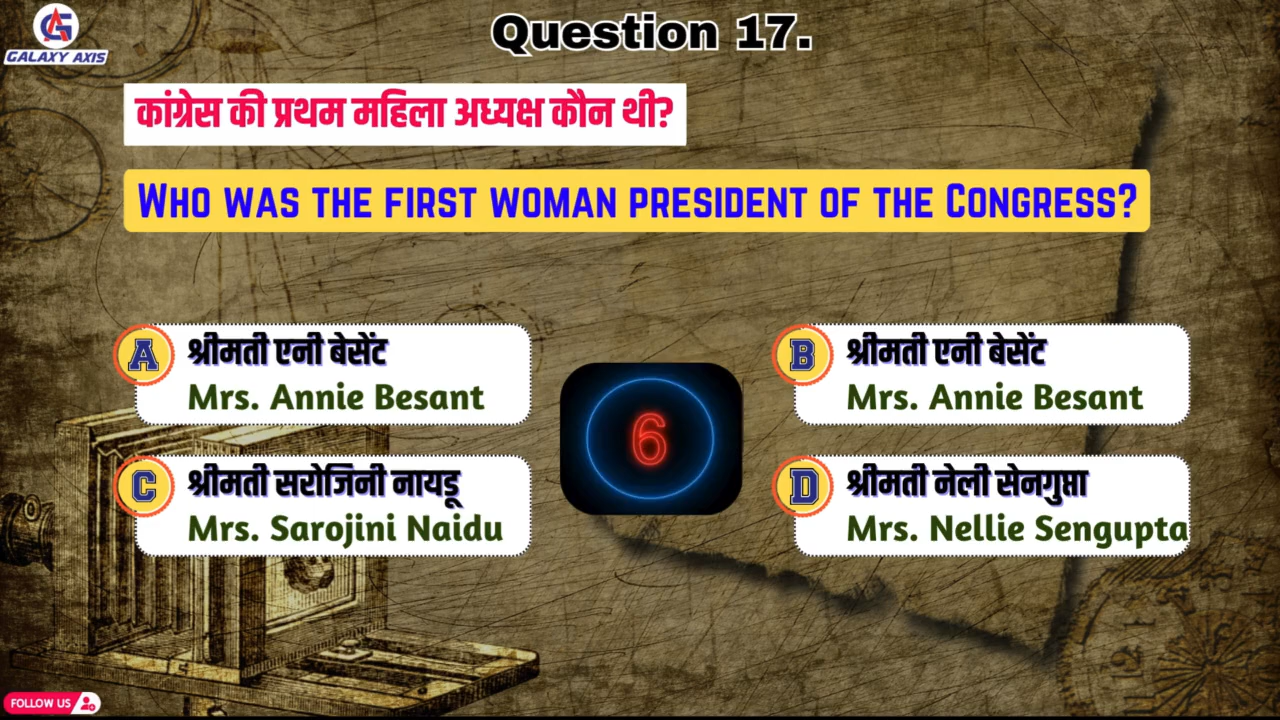 GALAXY AXIS
Question 17.
कांग्रेस की प्रथम महिला अध्यक्ष कौन थी?
WHO WAS THE FIRST WOMAN PRESIDENT OF THE CONGRESS?
A श्रीमती एनी बेसेंट
Mrs. Annie Besant
B श्रीमती एनी बेसेंट
Mrs. Annie Besant
6
C श्रीमती सरोजिनी नायडू
Mrs. Sarojini Naidu
D श्रीमती नेली सेनगुप्ता
Mrs. Nellie Sengupta
FOLLOW US